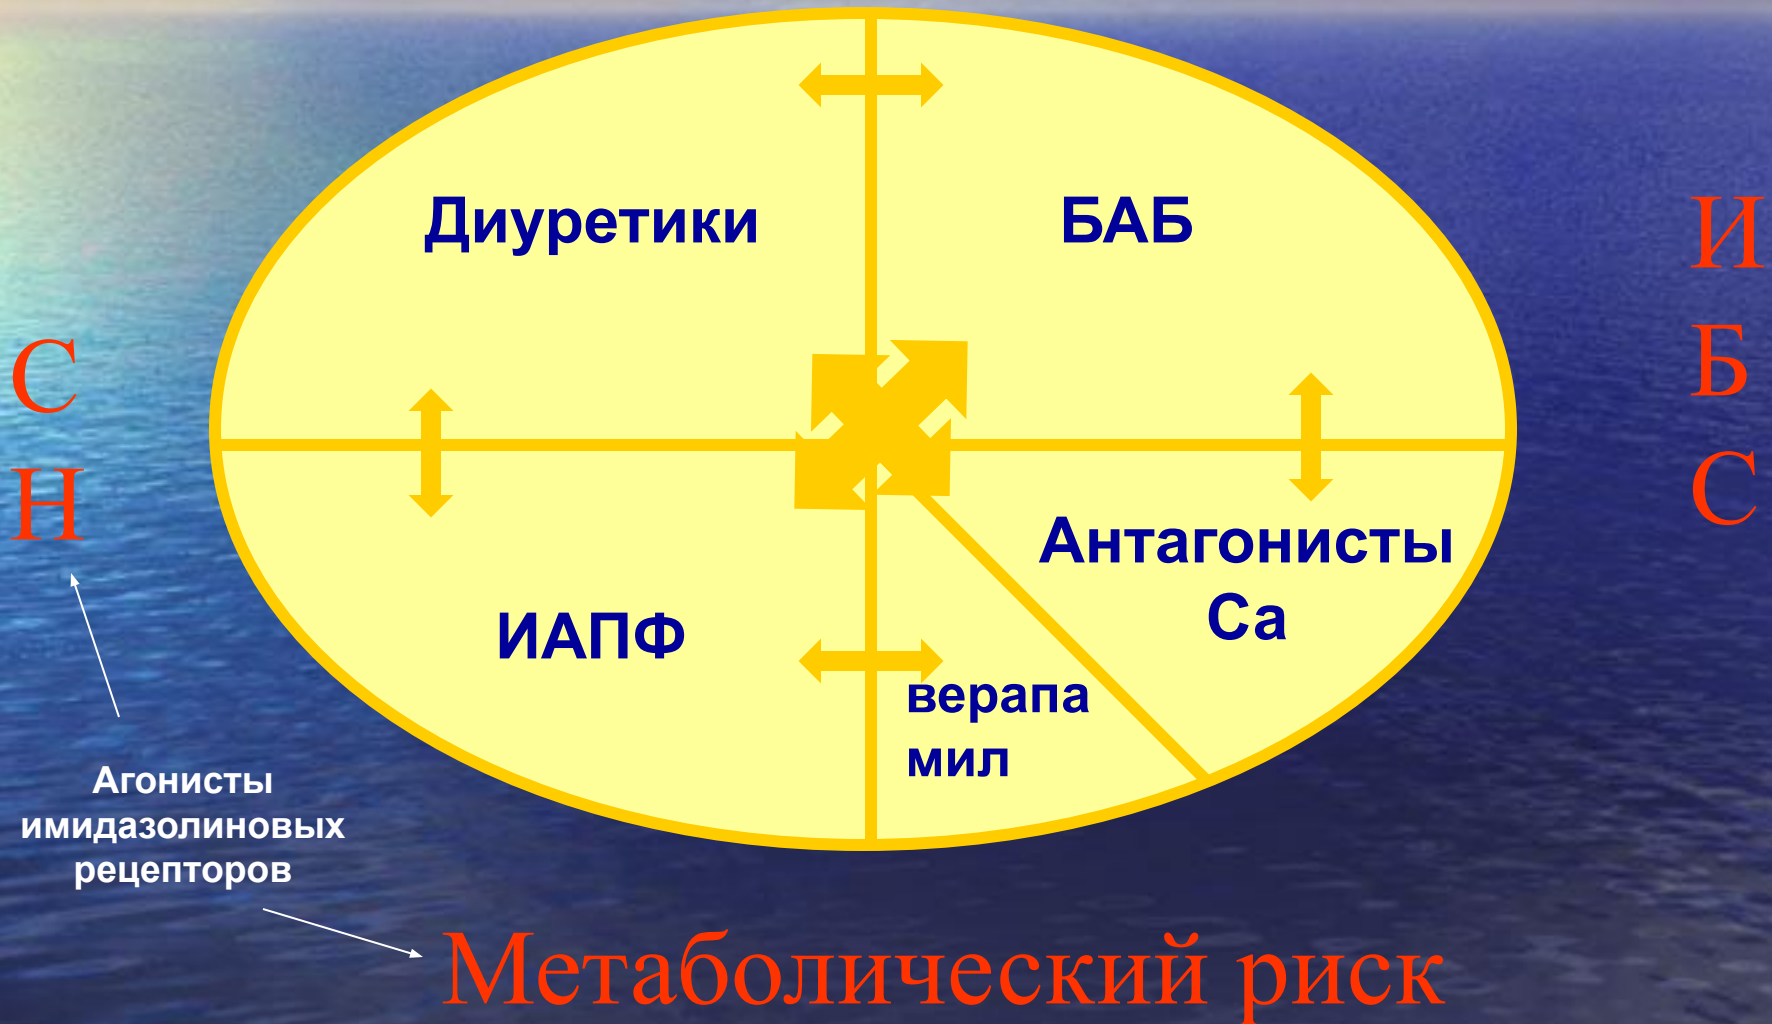 Диуретики
БАБ
С
Н
И
Б
С
Антагонисты
Са
ИАПФ
верапа
мил
Агонисты
имидазолиновых
рецепторов
Метаболический риск